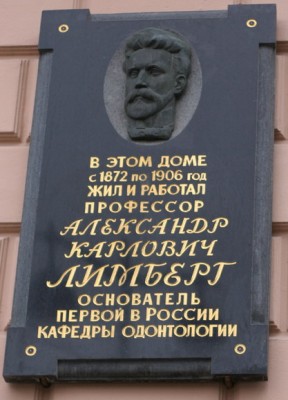 В ЭТОМ ДОМЕ
с 1872 по 1906 год
ЖИЛ И РАБОТАЛ
ПРОФЕССОР
АЛЕКСАНДР
КАРЛОВИЧ
ЛИМБЕРГ
ОСНОВАТЕЛЬ
ПЕРВОЙ В РОССИИ
КАФЕДРЫ ОДОНТОЛОГИИ